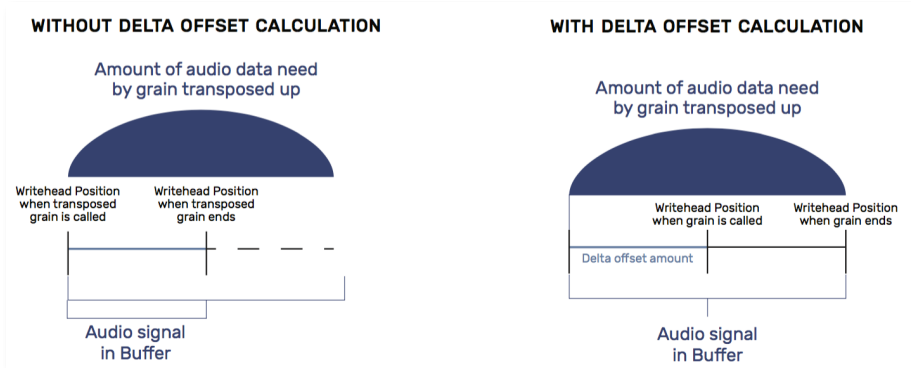 WITHOUT DELTA OFFSET CALCULATION
Amount of audio data need
by grain transposed up
Writehead Position
when transposed
grain is called
Writehead Position
when transposed
grain ends
Audio signal
in Buffer
WITH DELTA OFFSET CALCULATION
Amount of audio data need
by grain transposed up
Writehead Position
when grain is called
Writehead Position
when grain ends
Delta offset amount
Audio signal
in Buffer